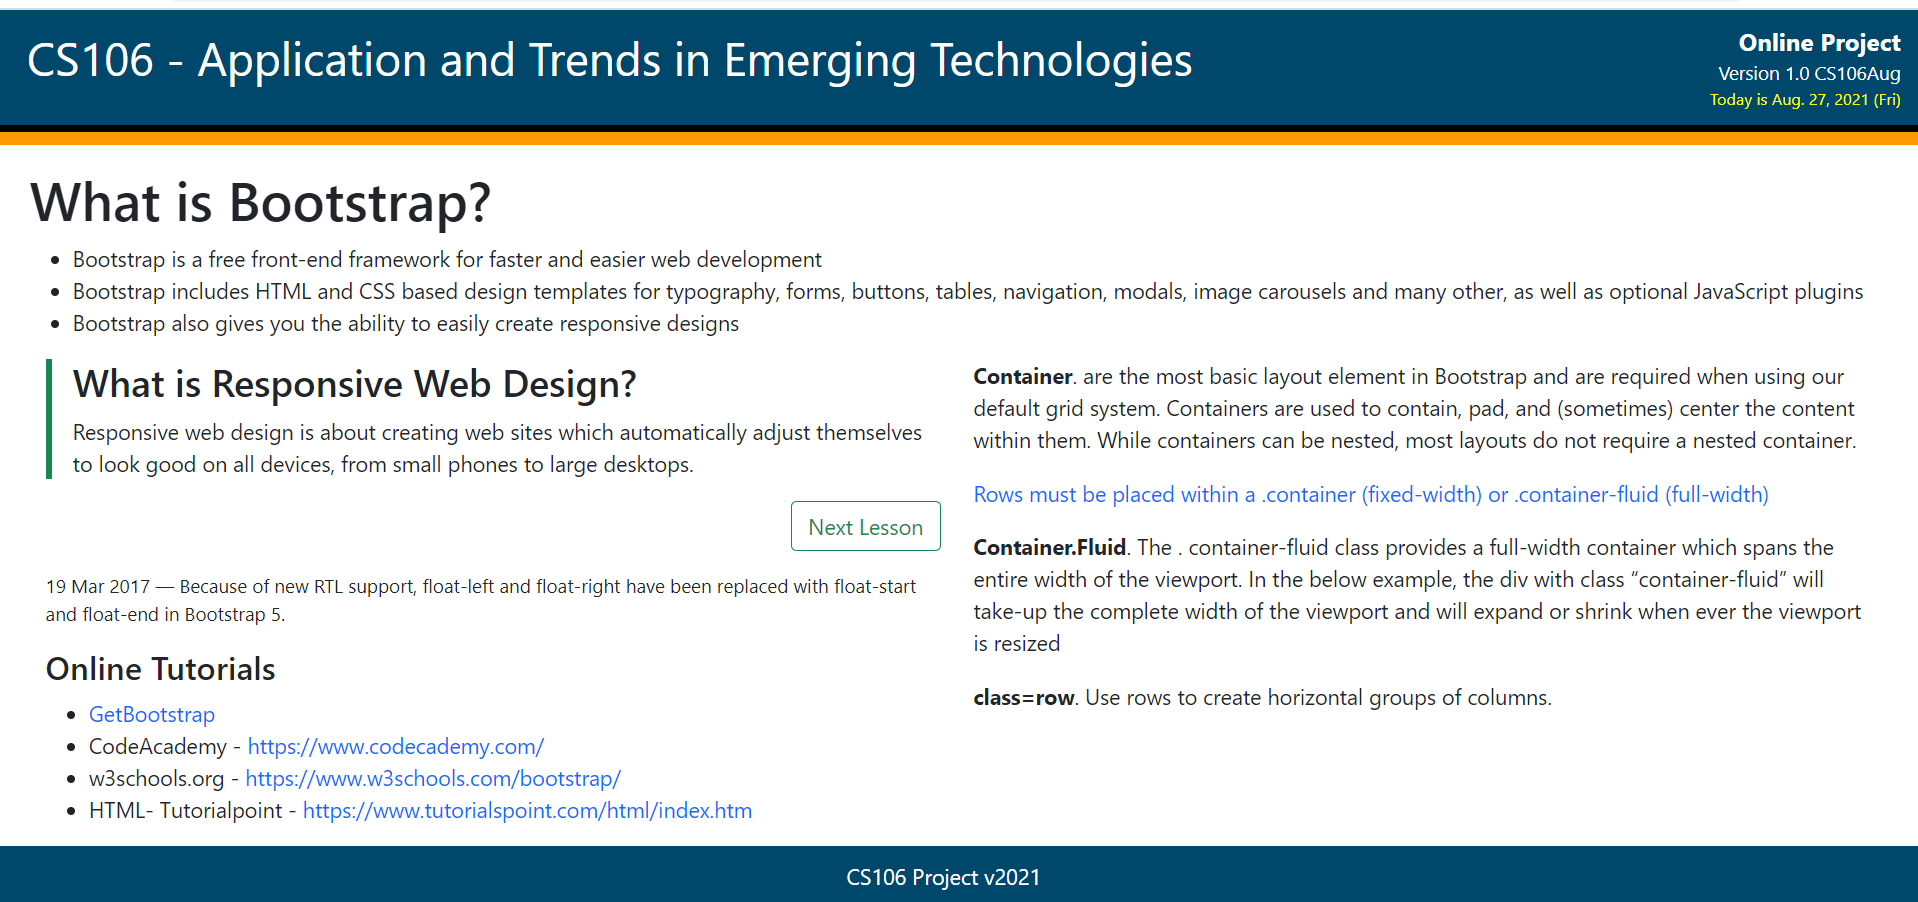 CS106 - Application and Trends in Emerging Technologies
Online Project
Version 1.0 CS106Aug
Today is Aug. 27, 2021 (Fri)
What is Bootstrap?
• Bootstrap is a free front-end framework for faster and easier web development
• Bootstrap includes HTML and CSS based design templates for typography, forms, buttons, tables, navigation, modals, image carousels and many other, as well as optional JavaScript plugins
• Bootstrap also gives you the ability to easily create responsive designs
What is Responsive Web Design?
Responsive web design is about creating web sites which automatically adjust themselves
to look good on all devices, from small phones to large desktops.
Next Lesson
19 Mar 2017 — Because of new RTL support, float-left and float-right have been replaced with float-start
and float-end in Bootstrap 5.
Online Tutorials
• GetBootstrap
• CodeAcademy - https://www.codecademy.com/
• w3schools.org - https://www.w3schools.com/bootstrap/
• HTML- Tutorialpoint - https://www.tutorialspoint.com/html/index.htm
Container. are the most basic layout element in Bootstrap and are required when using our
default grid system. Containers are used to contain, pad, and (sometimes) center the content
within them. While containers can be nested, most layouts do not require a nested container.
Rows must be placed within a .container (fixed-width) or .container-fluid (full-width)
Container.Fluid. The . container-fluid class provides a full-width container which spans the
entire width of the viewport. In the below example, the div with class “container-fluid” will
take-up the complete width of the viewport and will expand or shrink when ever the viewport
is resized
class=row. Use rows to create horizontal groups of columns.
CS106 Project v2021